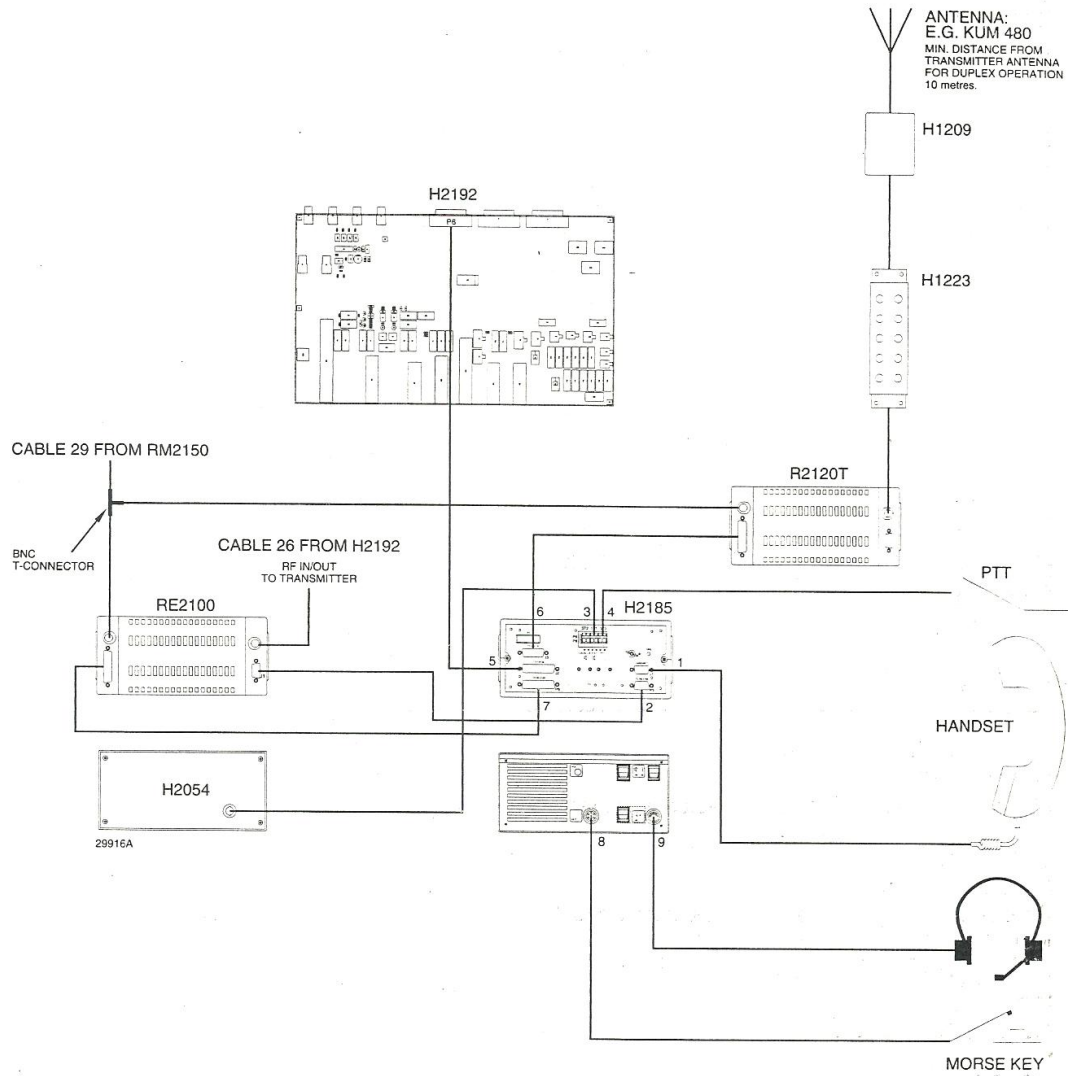 ANTENNA:
E.G. KUM 480
MIN. DISTANCE FROM
TRANSMITTER ANTENNA
FOR DUPLEX OPERATION
10 metres.
H1209
H2192
P6
H1223
CABLE 29 FROM RM2150
R2120T
BNC
T-CONNECTOR
CABLE 26 FROM H2192
RF IN/OUT
TO TRANSMITTER
PTT
RE2100
6
3
4
H2185
5
1
7
2
HANDSET
H2054
29916A
8
9
MORSE KEY